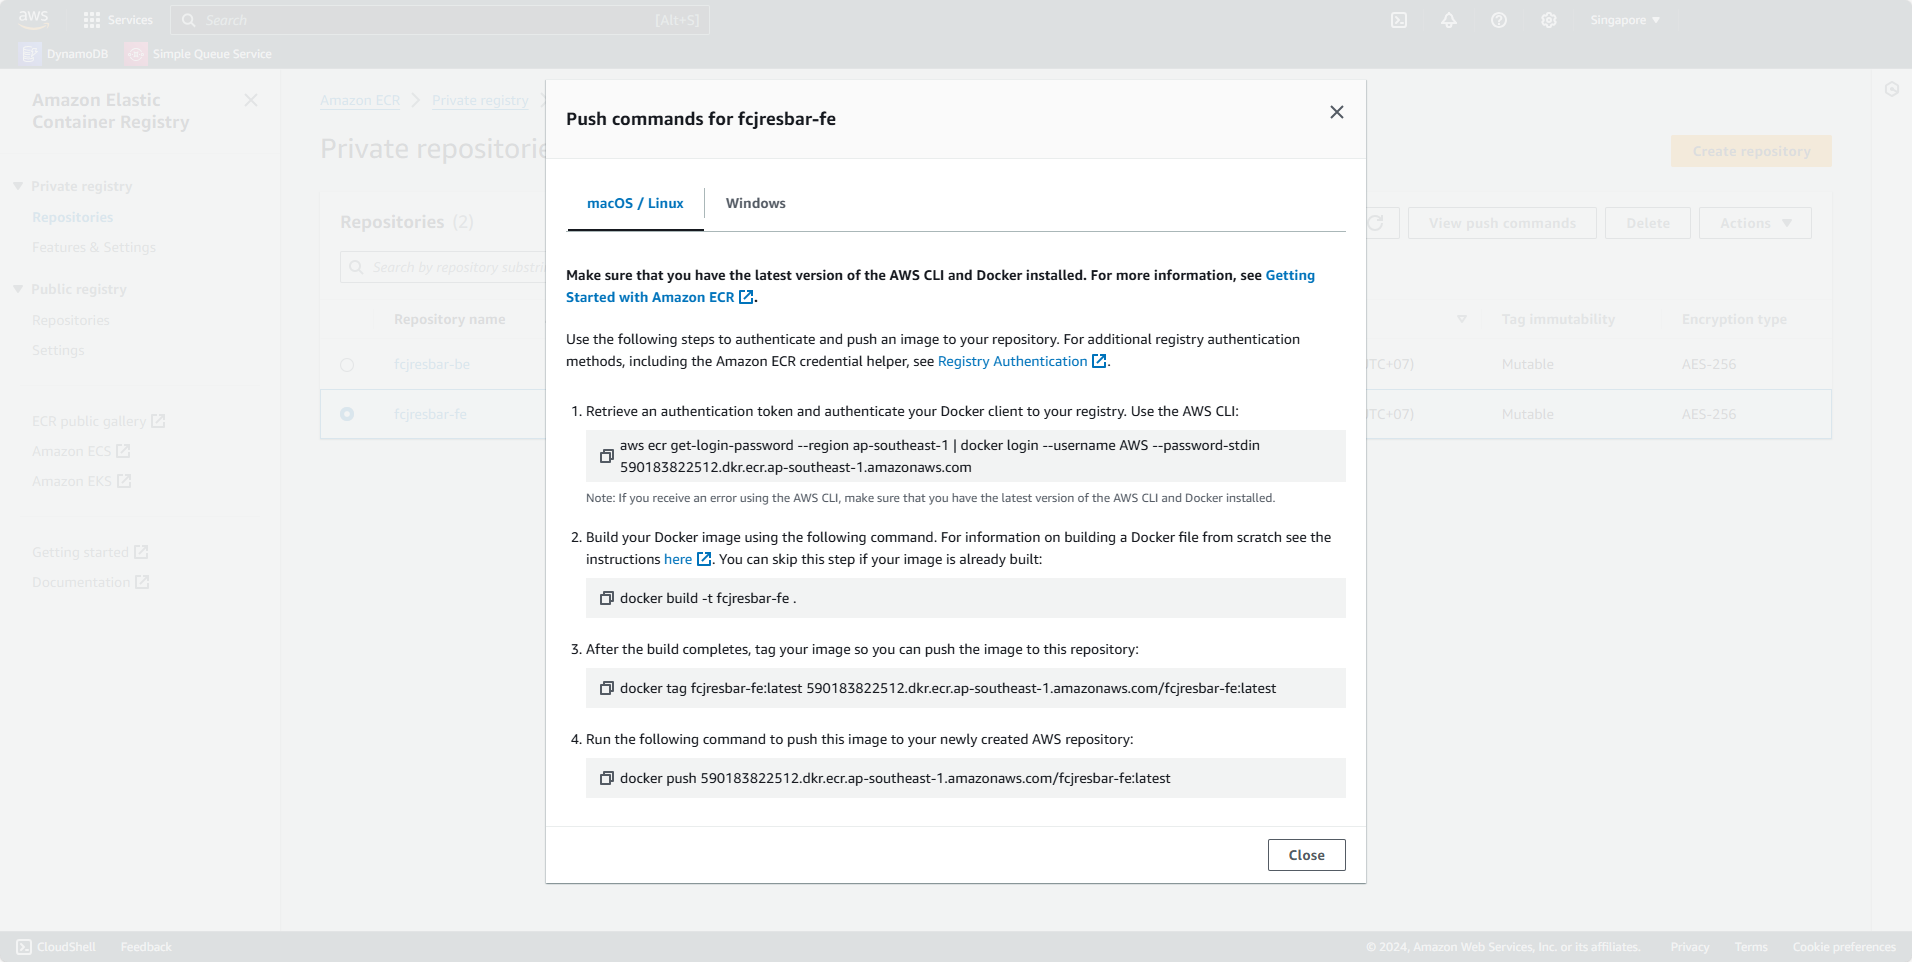 aws
Services
Search
[Alt+S]
Singapore
DynamoDB
Simple Queue Service
Amazon Elastic
Container Registry
Private registry
Repositories
Features & Settings
Public registry
Repositories
Settings
ECR public gallery
Amazon ECS
Amazon EKS
Getting started
Documentation
Amazon ECR
Private registry
Private repositorie
Create repository
Repositories (2)
View push commands
Delete
Actions
Search by repository substri
Repository name
Tag immutability
Encryption type
fcjresbar-be
TC+07)
Mutable
AES-256
fcjresbar-fe
TC+07)
Mutable
AES-256
Push commands for fcjresbar-fe
macOS / Linux
Windows
Make sure that you have the latest version of the AWS CLI and Docker installed. For more information, see Getting
Started with Amazon ECR.
Use the following steps to authenticate and push an image to your repository. For additional registry authentication
methods, including the Amazon ECR credential helper, see Registry Authentication.
1. Retrieve an authentication token and authenticate your Docker client to your registry. Use the AWS CLI:
aws ecr get-login-password --region ap-southeast-1 | docker login --username AWS --password-stdin
590183822512.dkr.ecr.ap-southeast-1.amazonaws.com
Note: If you receive an error using the AWS CLI, make sure that you have the latest version of the AWS CLI and Docker installed.
2. Build your Docker image using the following command. For information on building a Docker file from scratch see the
instructions here. You can skip this step if your image is already built:
docker build -t fcjresbar-fe .
3. After the build completes, tag your image so you can push the image to this repository:
docker tag fcjresbar-fe:latest 590183822512.dkr.ecr.ap-southeast-1.amazonaws.com/fcjresbar-fe:latest
4. Run the following command to push this image to your newly created AWS repository:
docker push 590183822512.dkr.ecr.ap-southeast-1.amazonaws.com/fcjresbar-fe:latest
Close
CloudShell
Feedback
© 2024, Amazon Web Services, Inc. or its affiliates.
Privacy
Terms
Cookie preferences